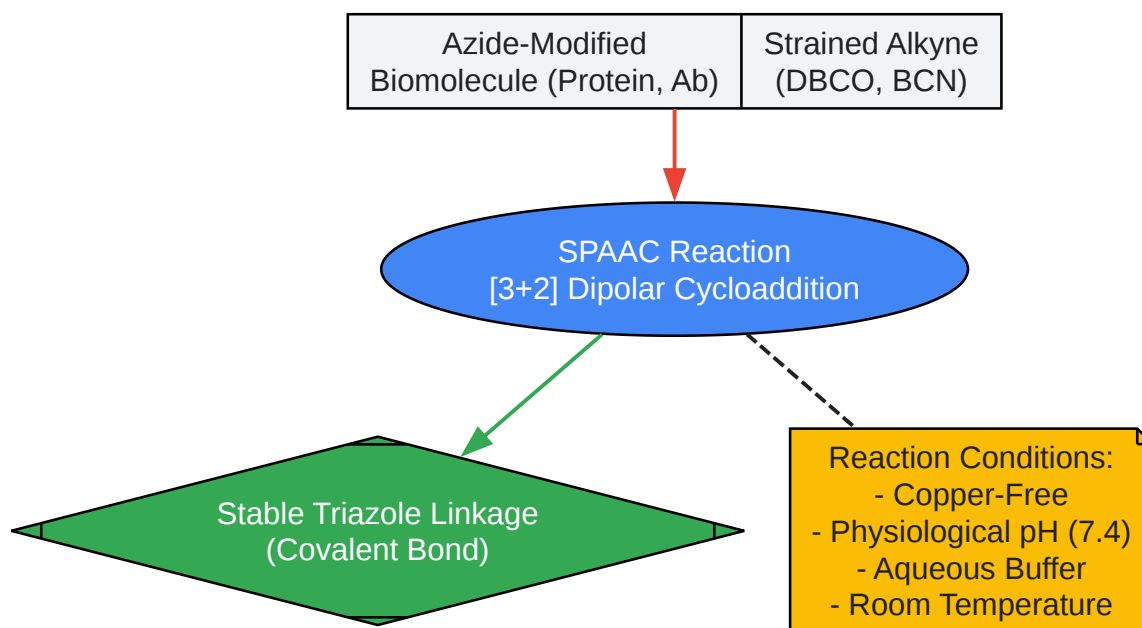 Azide-Modified
Biomolecule (Protein, Ab)
Strained Alkyne
(DBCO, BCN)
SPAAC Reaction
[3+2] Dipolar Cycloaddition
Stable Triazole Linkage
(Covalent Bond)
Reaction Conditions:
- Copper-Free
- Physiological pH (7.4)
- Aqueous Buffer
- Room Temperature